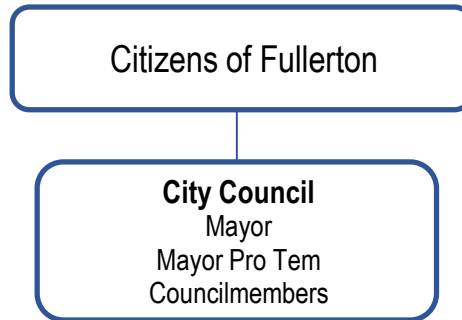 Citizens of Fullerton
City Council
Mayor
Mayor Pro Tem
Councilmembers